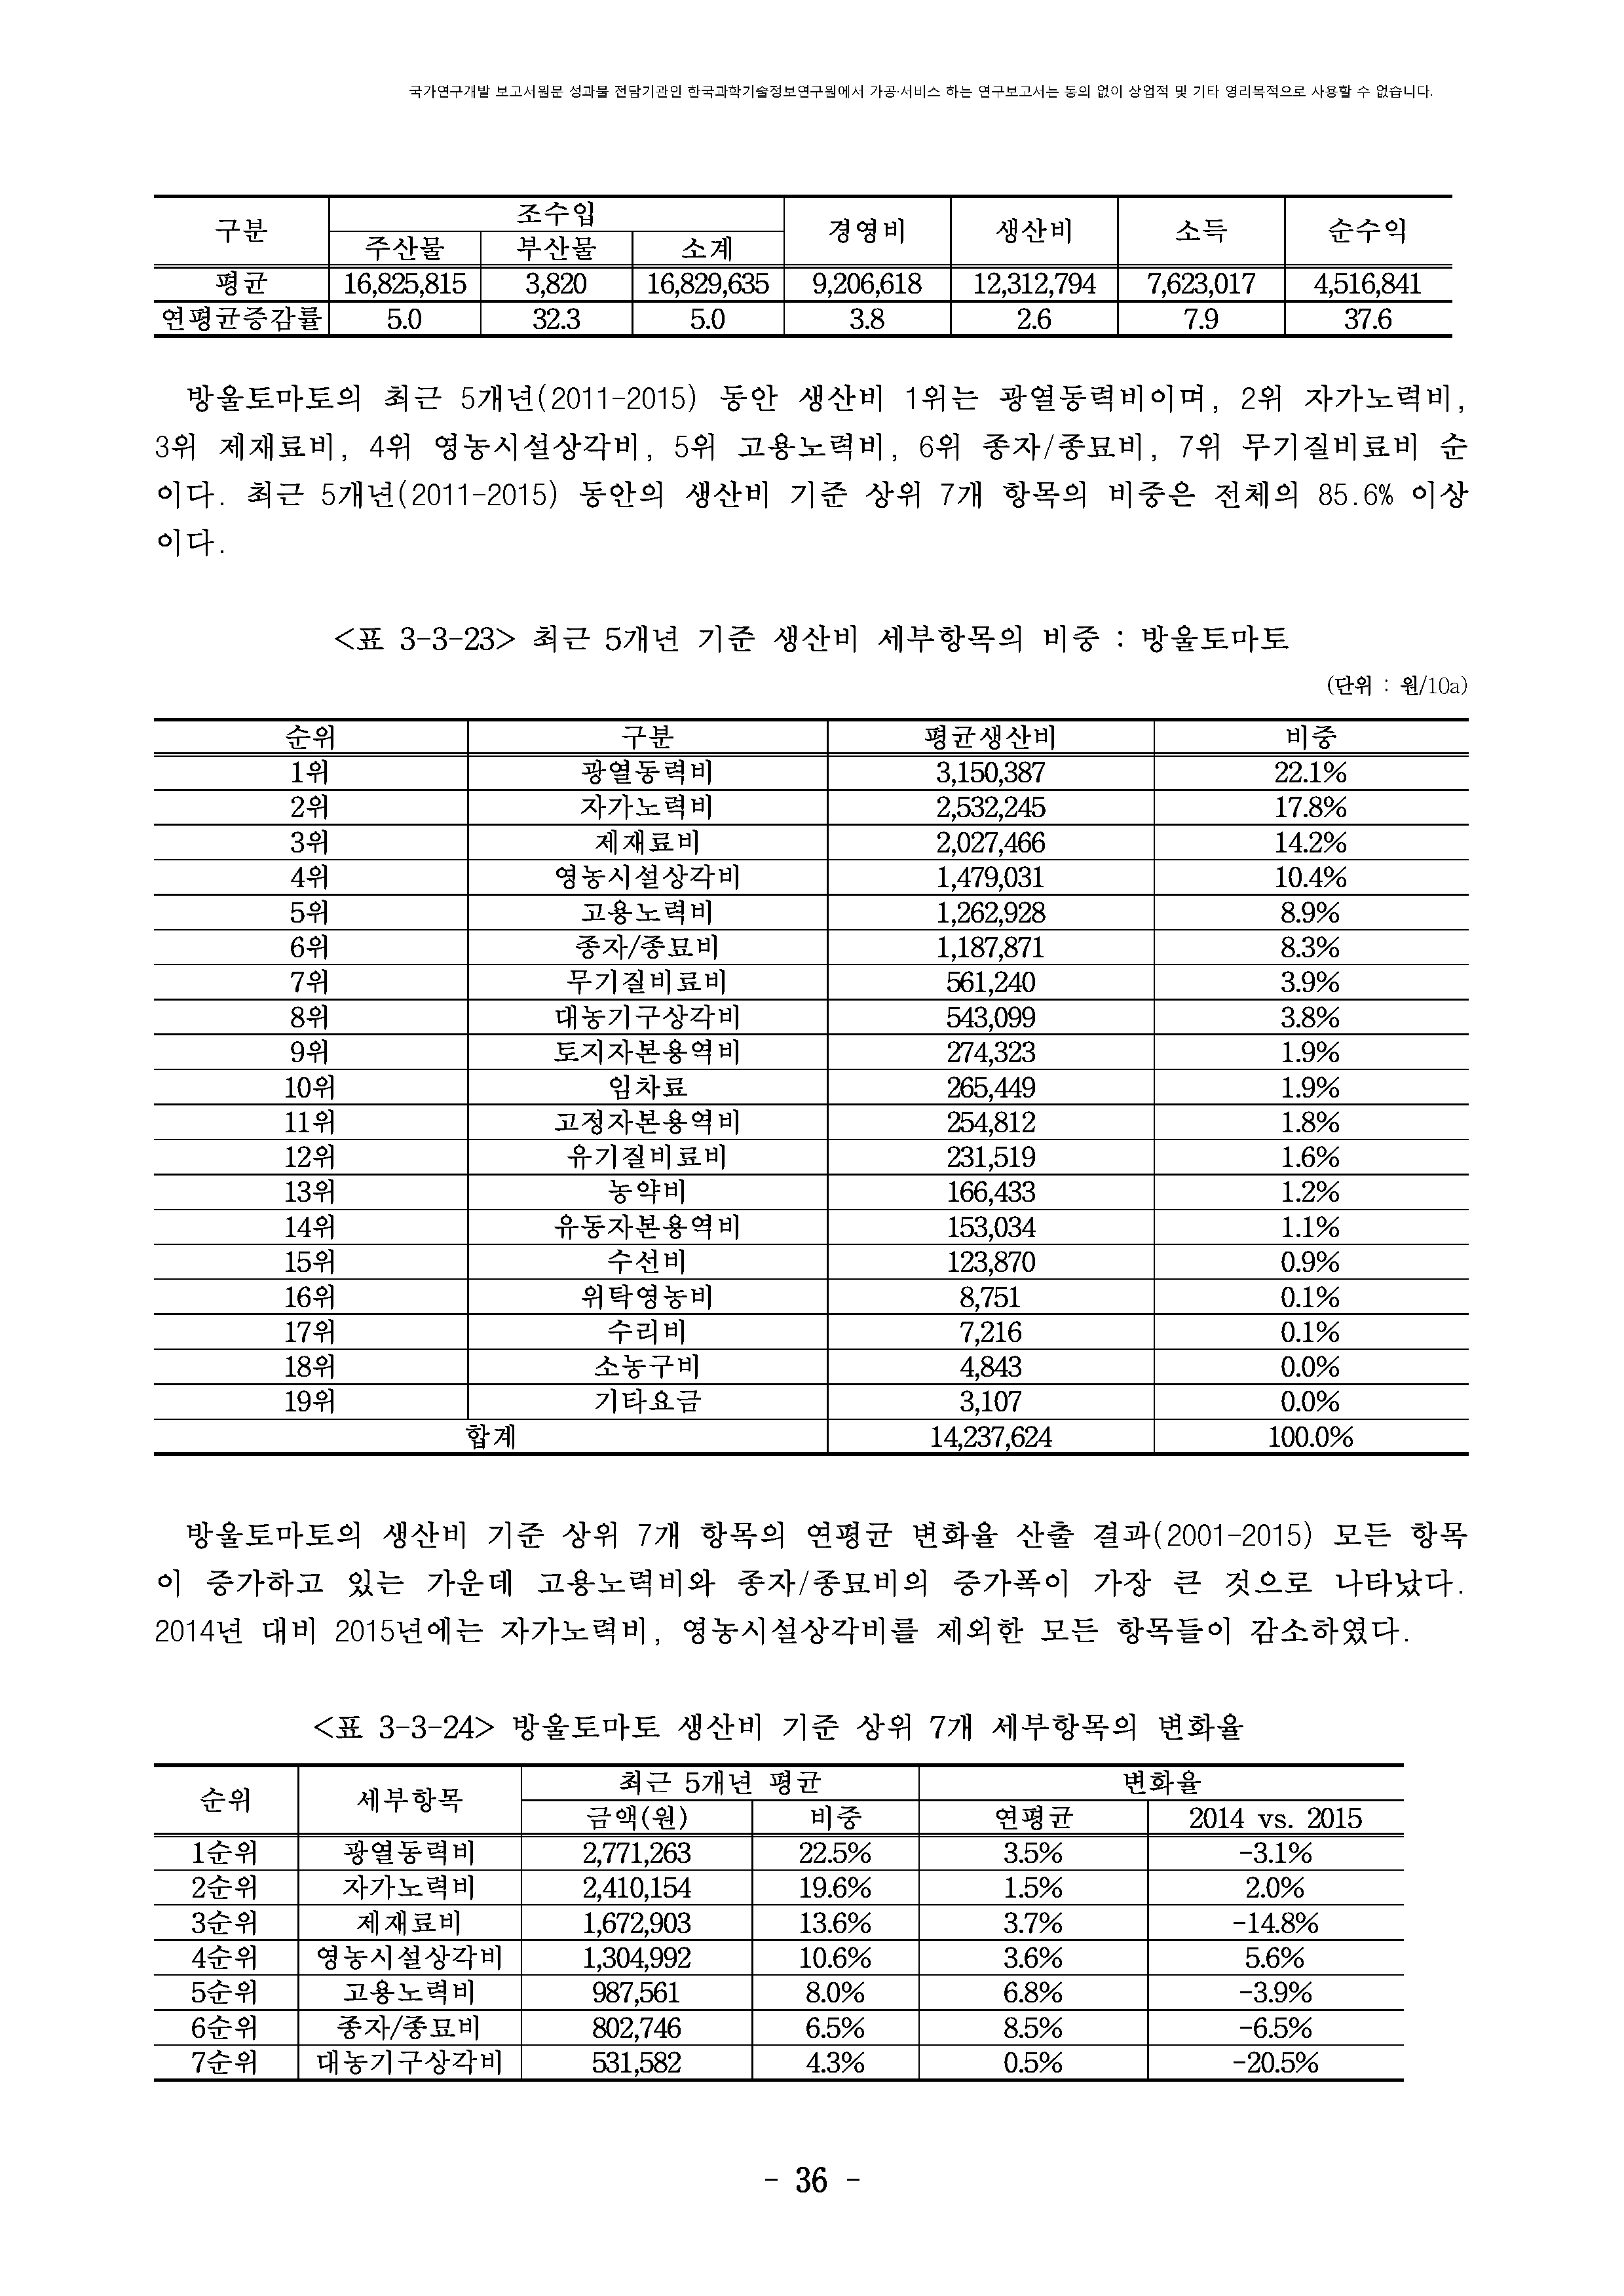 국가연구개발 보고서원문 성과물 전담기관인 한국과학기술정보연구원에서 가공·서비스 하는 연구보고서는 동의 없이 상업적 및 기타 영리목적으로 사용할 수 없습니다.
구분 조수입 경영비 생산비 소득 순수익
주산물 부산물 소계
평균 16,825,815 3,820 16,829,635 9,206,618 12,312,794 7,623,017 4,516,841
연평균증감률 5.0 32.3 5.0 3.8 2.6 7.9 37.6
방울토마토의 최근 5개년(2011-2015) 동안 생산비 1위는 광열동력비이며, 2위 자가노력비,
3위 제재료비, 4위 영농시설상각비, 5위 고용노력비, 6위 종자/종묘비, 7위 무기질비료비 순
이다. 최근 5개년(2011-2015) 동안의 생산비 기준 상위 7개 항목의 비중은 전체의 85.6% 이상
이다.
<표 3-3-23> 최근 5개년 기준 생산비 세부항목의 비중 : 방울토마토
(단위 : 원/10a)
순위 구분 평균생산비 비중
1위 광열동력비 3,150,387 22.1%
2위 자가노력비 2,532,245 17.8%
3위 제재료비 2,027,466 14.2%
4위 영농시설상각비 1,479,031 10.4%
5위 고용노력비 1,262,928 8.9%
6위 종자/종묘비 1,187,871 8.3%
7위 무기질비료비 561,240 3.9%
8위 대농기구상각비 543,099 3.8%
9위 토지자본용역비 274,323 1.9%
10위 임차료 265,449 1.9%
11위 고정자본용역비 254,812 1.8%
12위 유기질비료비 231,519 1.6%
13위 농약비 166,433 1.2%
14위 유동자본용역비 153,034 1.1%
15위 수선비 123,870 0.9%
16위 위탁영농비 8,751 0.1%
17위 수리비 7,216 0.1%
18위 소농구비 4,843 0.0%
19위 기타요금 3,107 0.0%
합계 14,237,624 100.0%
방울토마토의 생산비 기준 상위 7개 항목의 연평균 변화율 산출 결과(2001-2015) 모든 항목
이 증가하고 있는 가운데 고용노력비와 종자/종묘비의 증가폭이 가장 큰 것으로 나타났다.
2014년 대비 2015년에는 자가노력비, 영농시설상각비를 제외한 모든 항목들이 감소하였다.
<표 3-3-24> 방울토마토 생산비 기준 상위 7개 세부항목의 변화율
순위 세부항목 최근 5개년 평균 변화율
금액(원) 비중 연평균 2014 vs. 2015
1순위 광열동력비 2,771,263 22.5% 3.5% -3.1%
2순위 자가노력비 2,410,154 19.6% 1.5% 2.0%
3순위 제재료비 1,672,903 13.6% 3.7% -14.8%
4순위 영농시설상각비 1,304,992 10.6% 3.6% 5.6%
5순위 고용노력비 987,561 8.0% 6.8% -3.9%
6순위 종자/종묘비 802,746 6.5% 8.5% -6.5%
7순위 대농기구상각비 531,582 4.3% 0.5% -20.5%
- 36 -